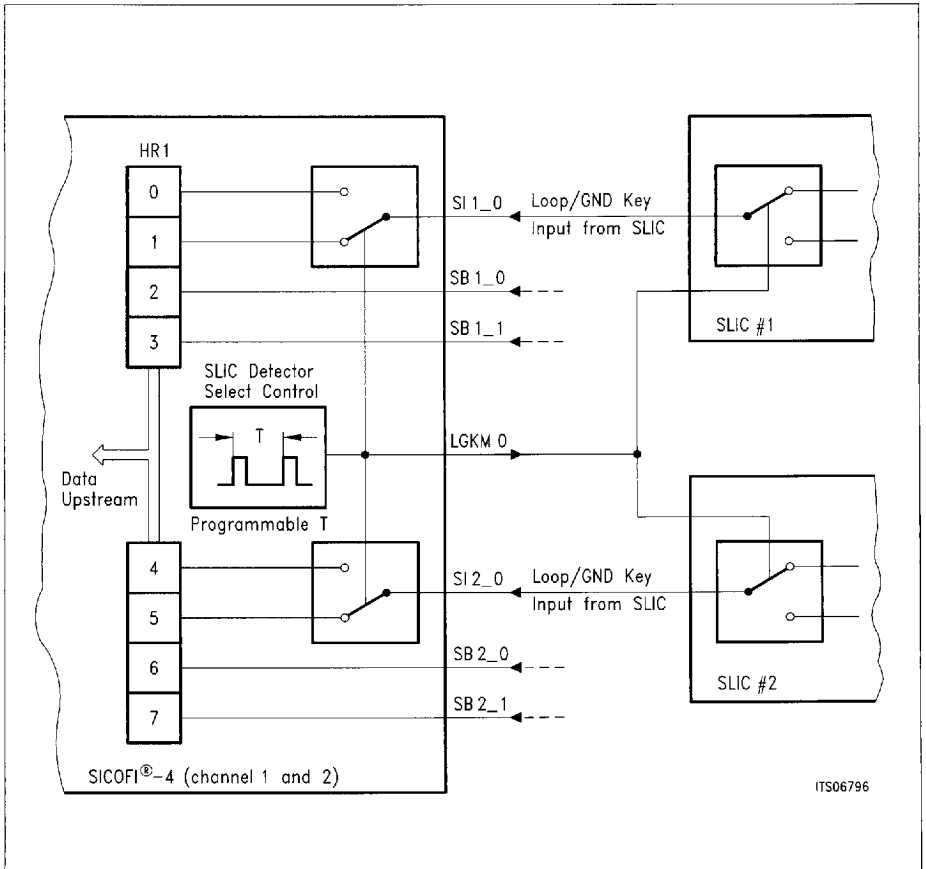 HR1
0
1
2
3
SI 1_0
Loop/GND Key
Input from SLIC
SB 1_0
SB 1_1
SLIC #1
SLIC Detector
Select Control
T
Programmable T
LGKM 0
Data
Upstream
4
5
6
7
SI 2_0
Loop/GND Key
Input from SLIC
SB 2_0
SB 2_1
SLIC #2
SICOFI®-4 (channel 1 and 2)
ITS06796